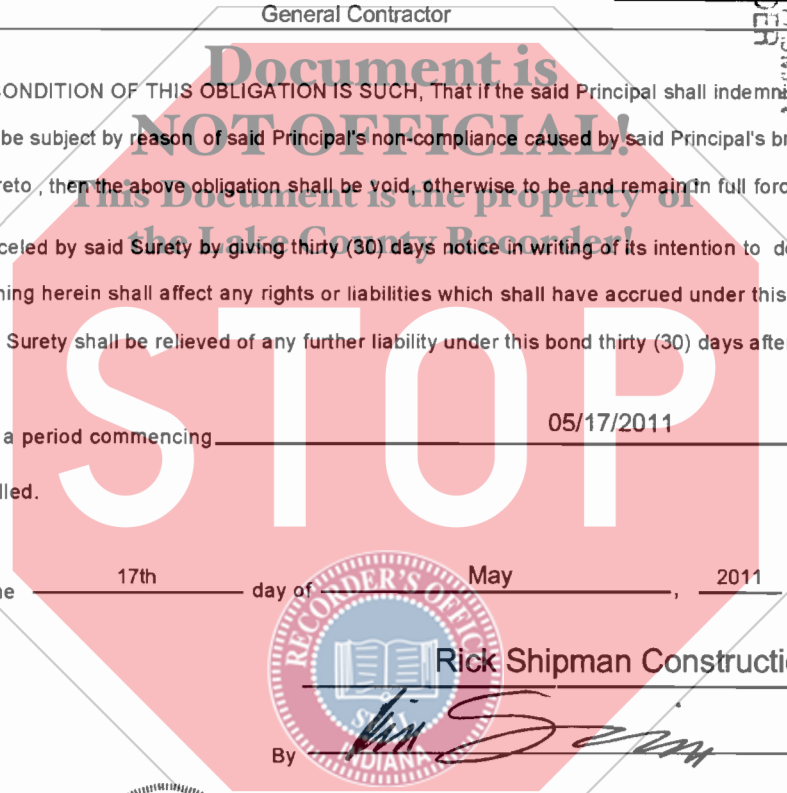 General Contractor
DER
Document is
CONDITION OF THIS OBLIGATION IS SUCH, That if the said Principal shall indemni
NOT OFFICIAL!
be subject by reason of said Principal's non-compliance caused by said Principal's br
This Document is the property of
reto , then the above obligation shall be void, otherwise to be and remain in full forc
the Lake County Recorder!
celed by said Surety by giving thirty (30) days notice in writing of its intention to d
ing herein shall affect any rights or liabilities which shall have accrued under this
Surety shall be relieved of any further liability under this bond thirty (30) days after
STOP
a period commencing 05/17/2011
lled.
e 17th day of May , 2011
RECORDER'S OFFIC
SEAL
INDIANA
Rick Shipman Constructi
By